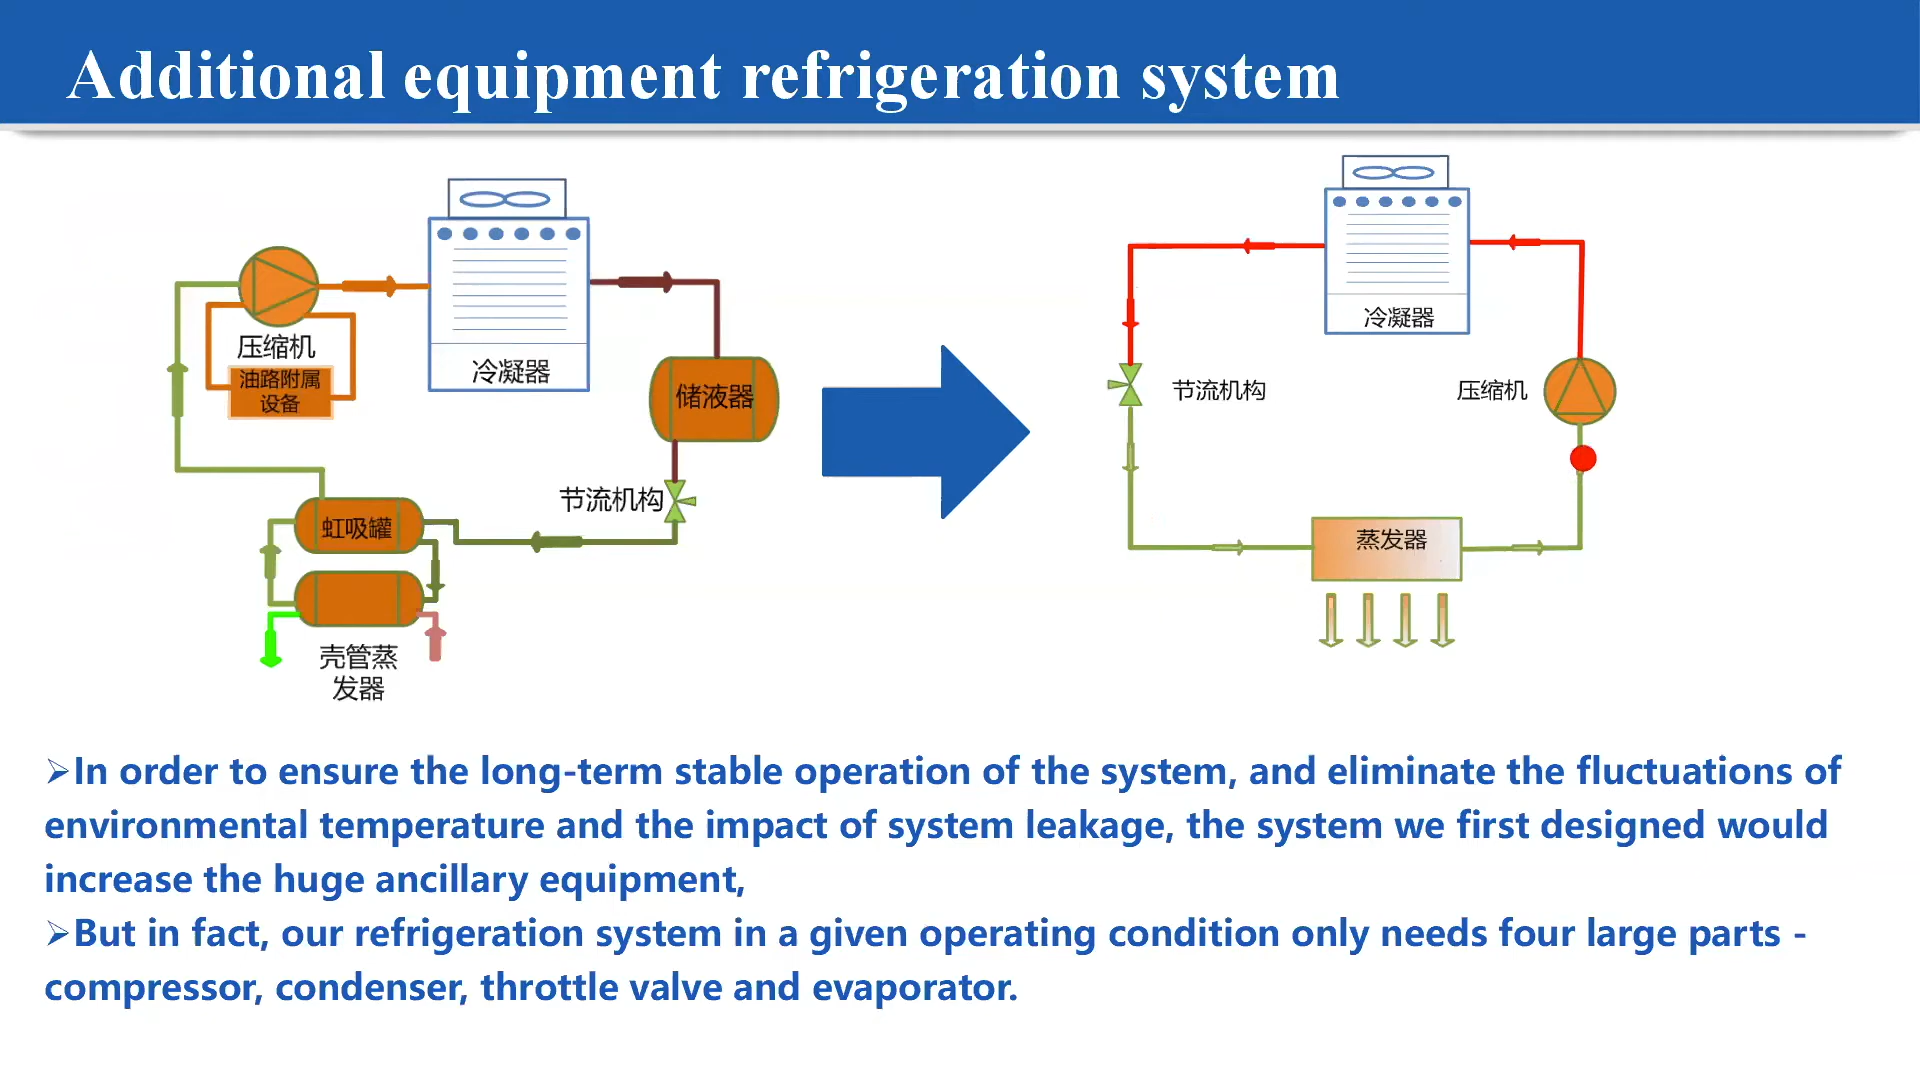 Additional equipment refrigeration system
压缩机
油路附属
设备
冷凝器
储液器
节流机构
虹吸罐
壳管蒸
发器
冷凝器
节流机构
压缩机
蒸发器
➢In order to ensure the long-term stable operation of the system, and eliminate the fluctuations of
environmental temperature and the impact of system leakage, the system we first designed would
increase the huge ancillary equipment,
➢But in fact, our refrigeration system in a given operating condition only needs four large parts -
compressor, condenser, throttle valve and evaporator.